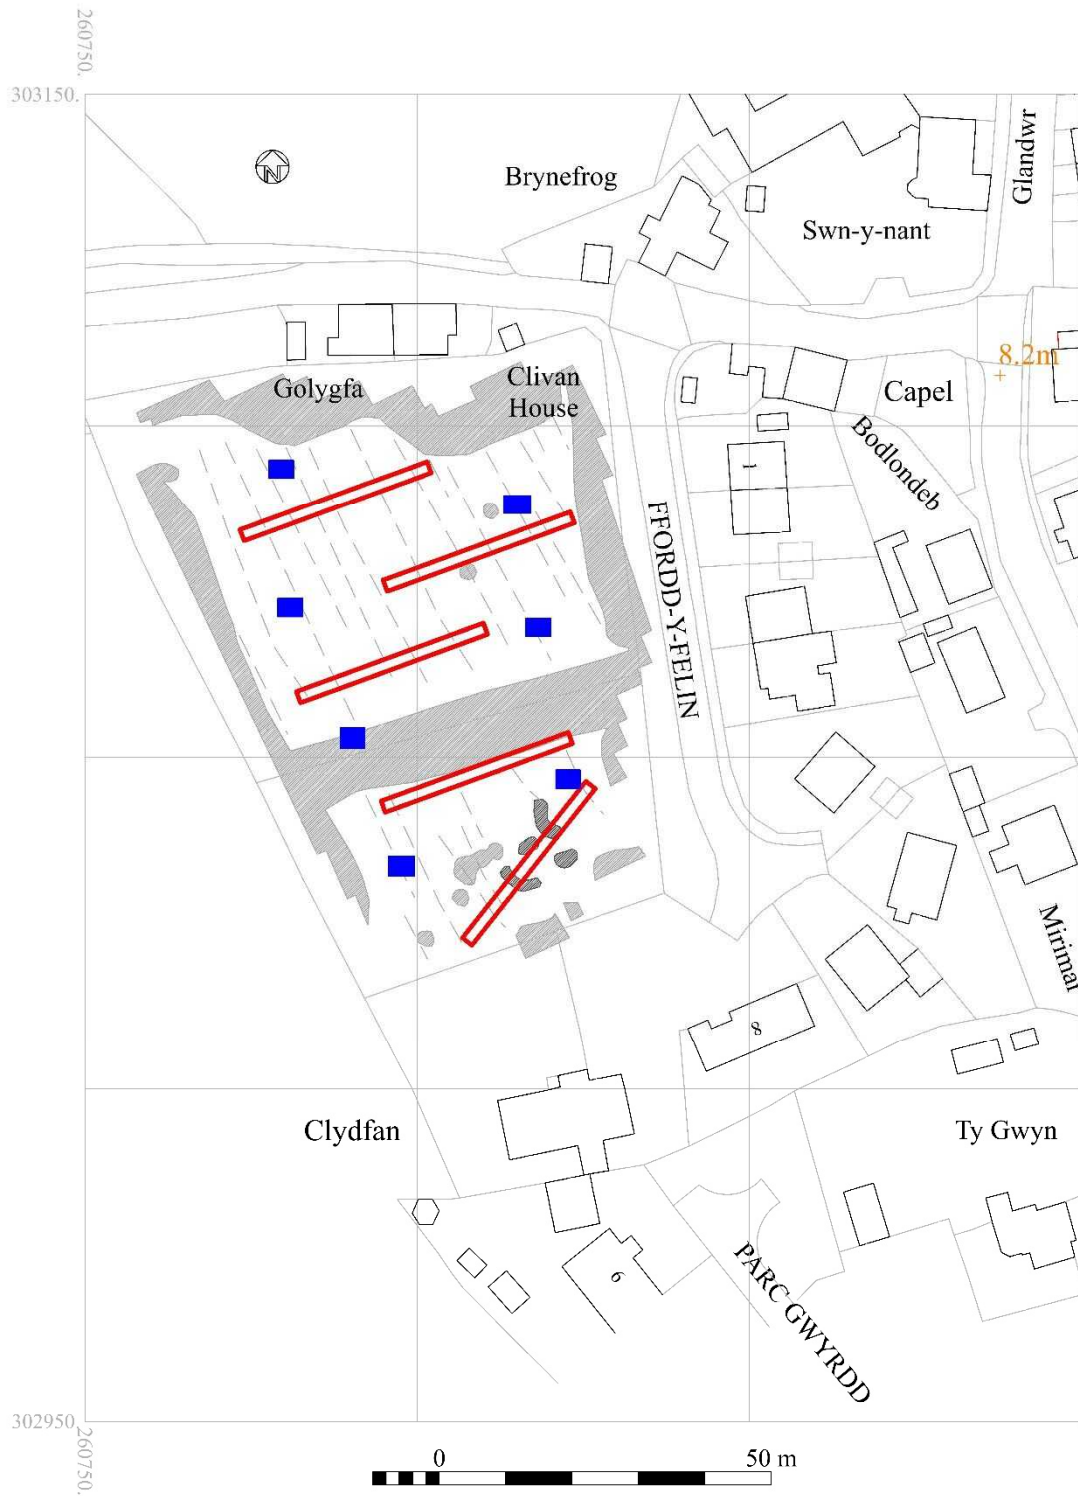 260750.
303150.
N
Brynefrog
Glandwr
Swn-y-nant
8.2m
Golygfa
Clivan
House
Capel
Bodlondeb
1
FFORDD-Y-FELIN
Mirimar
8
Clydfan
Ty Gwyn
6
PARC GWYRDD
302950
260750.
0 50 m